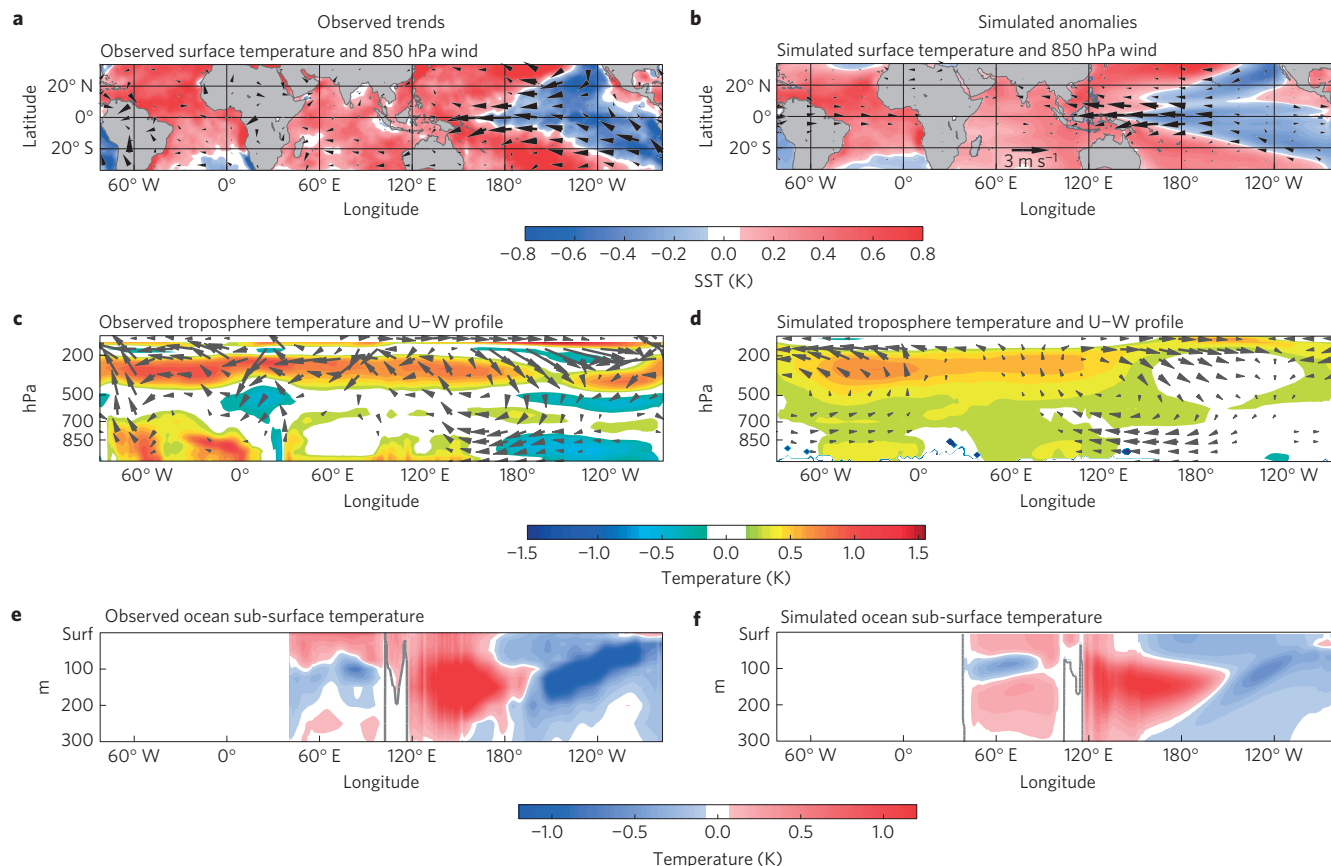 a Observed trends
Observed surface temperature and 850 hPa wind
Latitude
20° N
0°
20° S
60° W 0° 60° E 120° E 180° 120° W
Longitude
b Simulated anomalies
Simulated surface temperature and 850 hPa wind
Latitude
20° N
0°
20° S
3 m s⁻¹
60° W 0° 60° E 120° E 180° 120° W
Longitude
−0.8 −0.6 −0.4 −0.2 0.0 0.2 0.4 0.6 0.8
SST (K)
c Observed troposphere temperature and U–W profile
hPa
200
500
700
850
60° W 0° 60° E 120° E 180° 120° W
Longitude
d Simulated troposphere temperature and U–W profile
hPa
200
500
700
850
60° W 0° 60° E 120° E 180° 120° W
Longitude
−1.5 −1.0 −0.5 0.0 0.5 1.0 1.5
Temperature (K)
e Observed ocean sub-surface temperature
m
Surf
100
200
300
60° W 0° 60° E 120° E 180° 120° W
Longitude
f Simulated ocean sub-surface temperature
m
Surf
100
200
300
60° W 0° 60° E 120° E 180° 120° W
Longitude
−1.0 −0.5 0.0 0.5 1.0
Temperature (K)